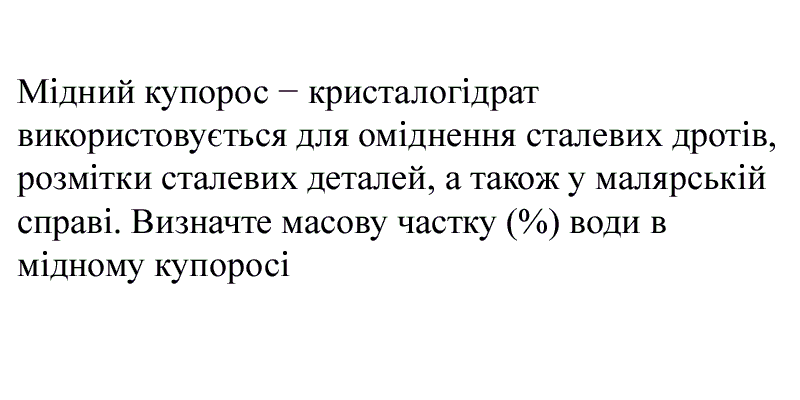 Мідний купорос − кристалогідрат
використовується для оміднення сталевих дротів,
розмітки сталевих деталей, а також у малярській
справі. Визначте масову частку (%) води в
мідному купоросі